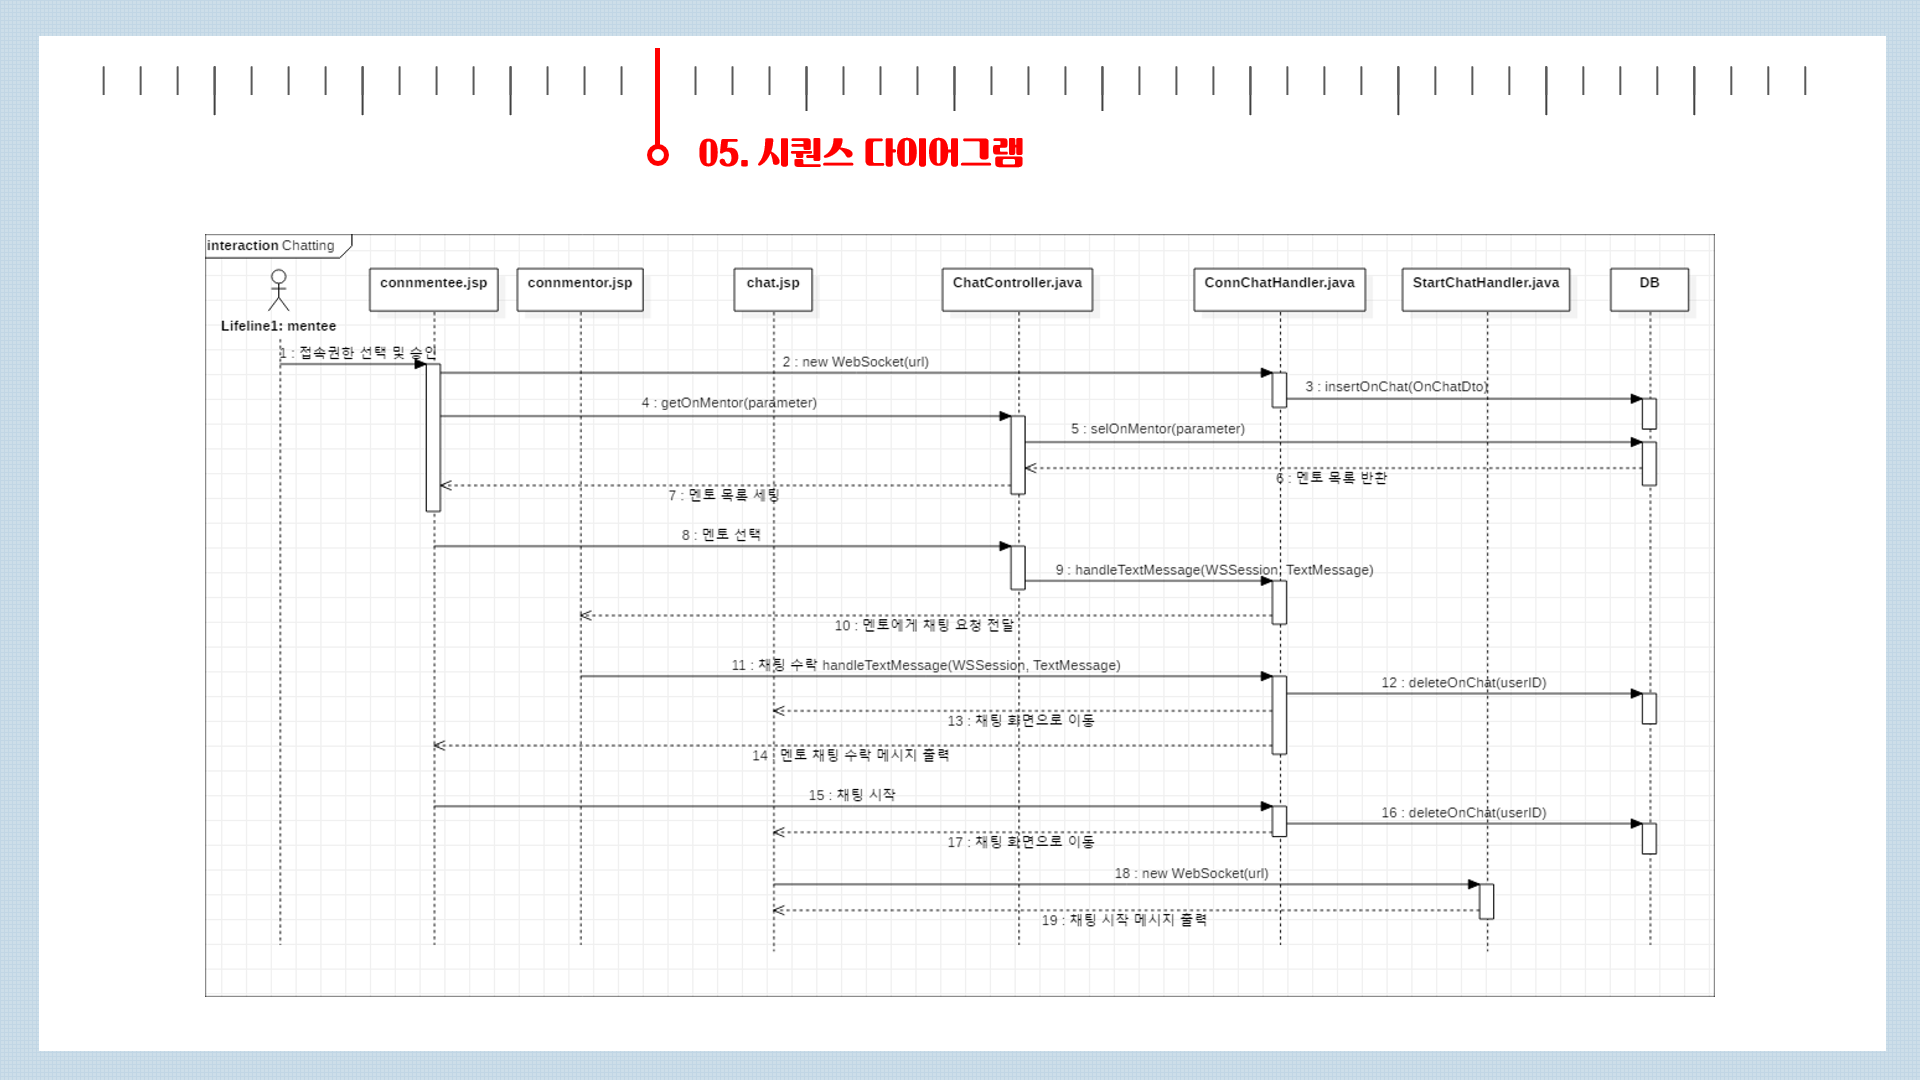 05. 시퀀스 다이어그램
interaction Chatting
connmentee.jsp
connmentor.jsp
chat.jsp
ChatController.java
ConnChatHandler.java
StartChatHandler.java
DB
Lifeline1: mentee
1 : 접속권한 선택 및 승인
2 : new WebSocket(url)
3 : insertOnChat(OnChatDto)
4 : getOnMentor(parameter)
5 : selOnMentor(parameter)
6 : 멘토 목록 반환
7 : 멘토 목록 세팅
8 : 멘토 선택
9 : handleTextMessage(WSSession, TextMessage)
10 : 멘토에게 채팅 요청 전달
11 : 채팅 수락 handleTextMessage(WSSession, TextMessage)
12 : deleteOnChat(userID)
13 : 채팅 화면으로 이동
14 : 멘토 채팅 수락 메시지 출력
15 : 채팅 시작
16 : deleteOnChat(userID)
17 : 채팅 화면으로 이동
18 : new WebSocket(url)
19 : 채팅 시작 메시지 출력